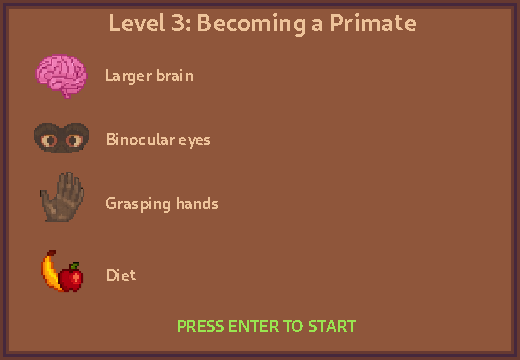 Level 3: Becoming a Primate
Larger brain
Binocular eyes
Grasping hands
Diet
PRESS ENTER TO START